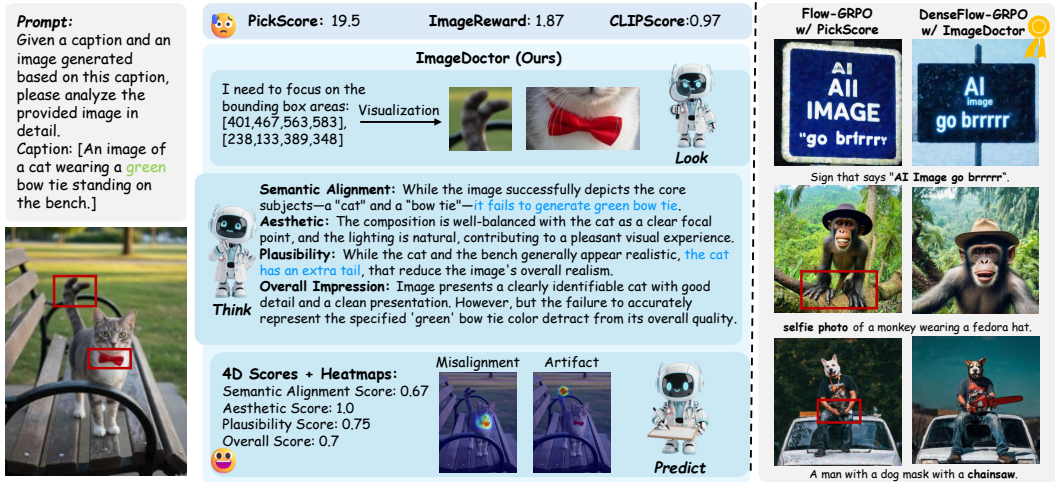 Prompt:
Given a caption and an
image generated
based on this caption,
please analyze the
provided image in
detail.
Caption: [An image of
a cat wearing a green
bow tie standing on
the bench.]
PickScore: 19.5
ImageReward: 1.87
CLIPScore:0.97
ImageDoctor (Ours)
I need to focus on the
bounding box areas:
[401,467,563,583],
[238,133,389,348]
Visualization
Look
Semantic Alignment: While the image successfully depicts the core
subjects—a "cat" and a "bow tie"—it fails to generate green bow tie.
Aesthetic: The composition is well-balanced with the cat as a clear focal
point, and the lighting is natural, contributing to a pleasant visual experience.
Plausibility: While the cat and the bench generally appear realistic, the cat
has an extra tail, that reduce the image's overall realism.
Overall Impression: Image presents a clearly identifiable cat with good
detail and a clean presentation. However, but the failure to accurately
represent the specified 'green' bow tie color detract from its overall quality.
Think
4D Scores + Heatmaps:
Semantic Alignment Score: 0.67
Aesthetic Score: 1.0
Plausibility Score: 0.75
Overall Score: 0.7
Misalignment
Artifact
Predict
Flow-GRPO
w/ PickScore
DenseFlow-GRPO
w/ ImageDoctor
AI
AII
IMAGE
"go brfrrrY
AI
image
go brrrrr
Sign that says "AI Image go brrrrr".
selfie photo of a monkey wearing a fedora hat.
A man with a dog mask with a chainsaw.